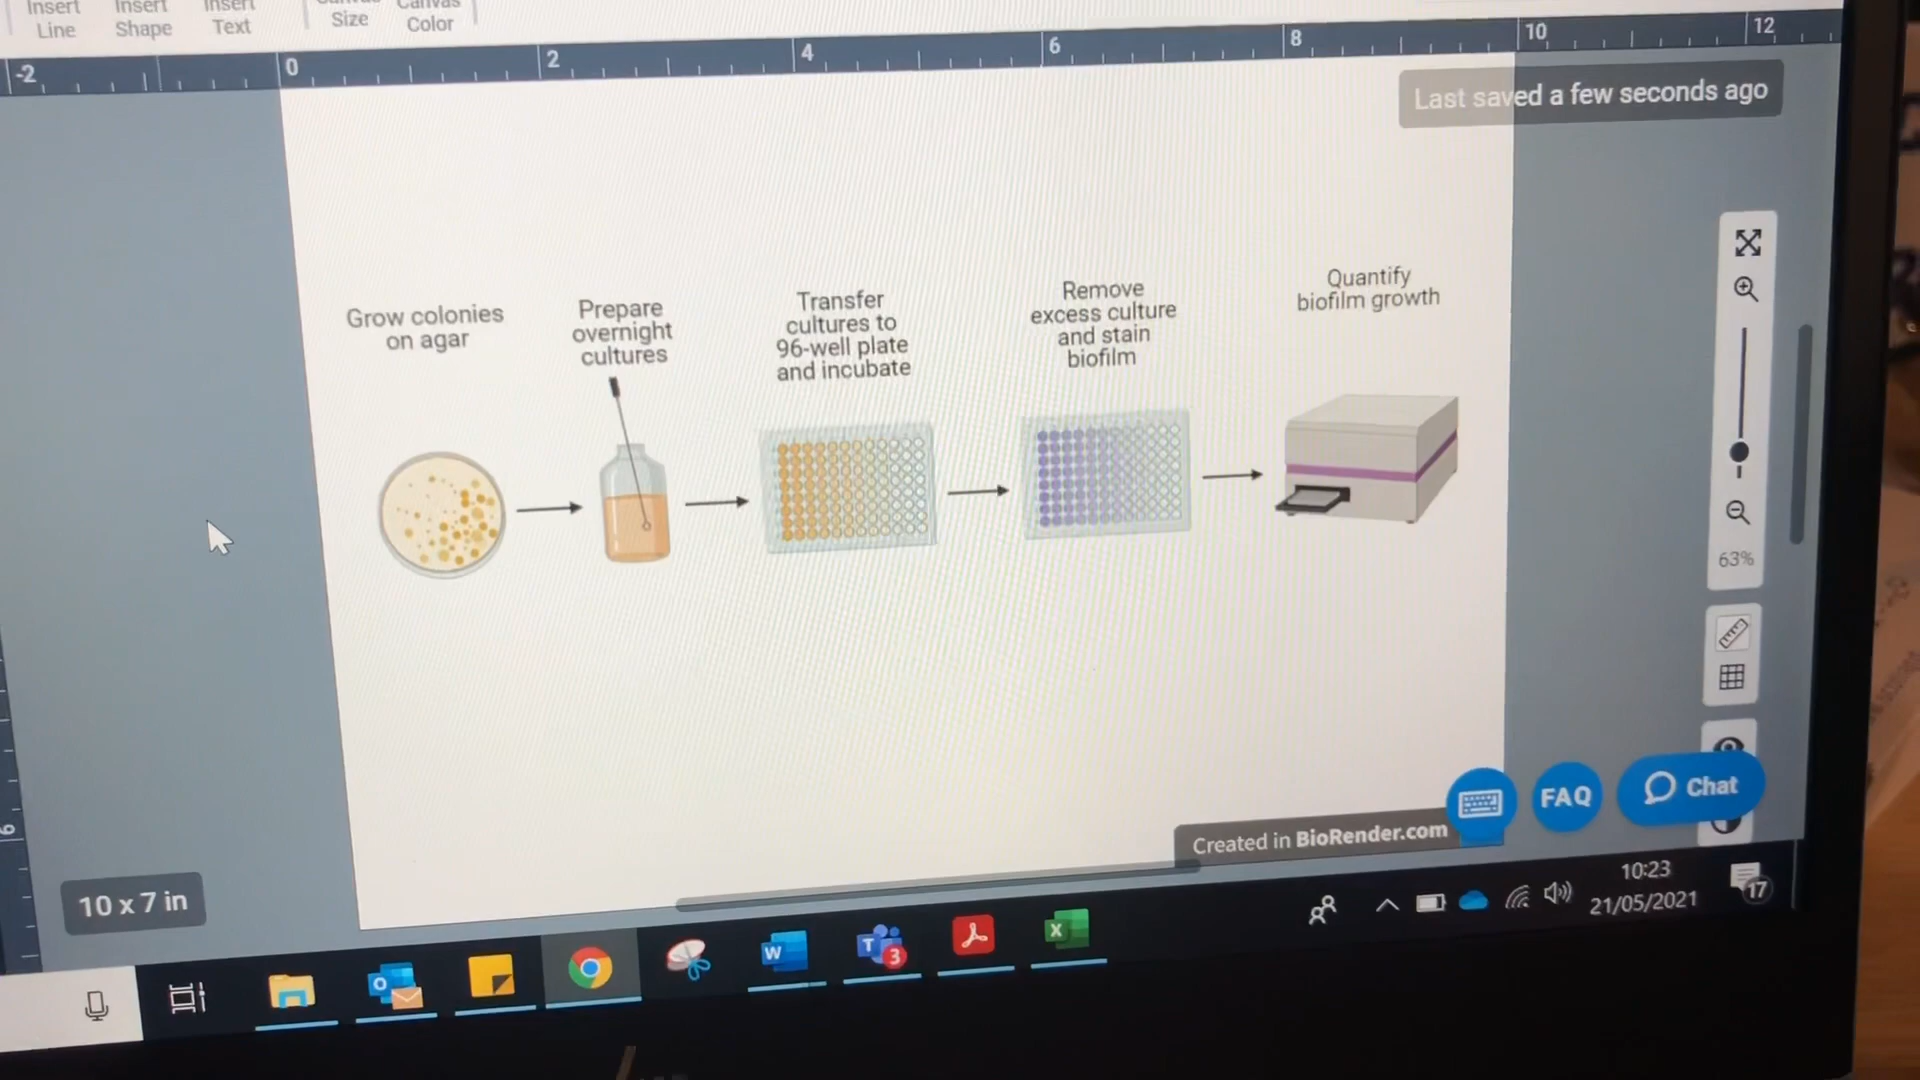 Insert
Line
Insert
Shape
Insert
Text
Canvas
Size
Canvas
Color
-2
0
2
4
6
8
10
12
Last saved a few seconds ago
Grow colonies
on agar
Prepare
overnight
cultures
Transfer
cultures to
96-well plate
and incubate
Remove
excess culture
and stain
biofilm
Quantify
biofilm growth
63%
6
FAQ
Chat
Created in BioRender.com
10 x 7 in
10:23
21/05/2021
17
O
W
T
3
X